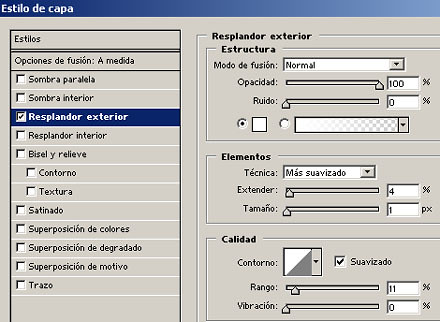 Estilo de capa
Estilos
Opciones de fusión: A medida
Sombra paralela
Sombra interior
Resplandor exterior
Resplandor interior
Bisel y relieve
Contorno
Textura
Satinado
Superposición de colores
Superposición de degradado
Superposición de motivo
Trazo
Resplandor exterior
Estructura
Modo de fusión: Normal
Opacidad: 100 %
Ruido: 0 %
Elementos
Técnica: Más suavizado
Extender: 4 %
Tamaño: 1 px
Calidad
Contorno: Suavizado
Rango: 11 %
Vibración: 0 %